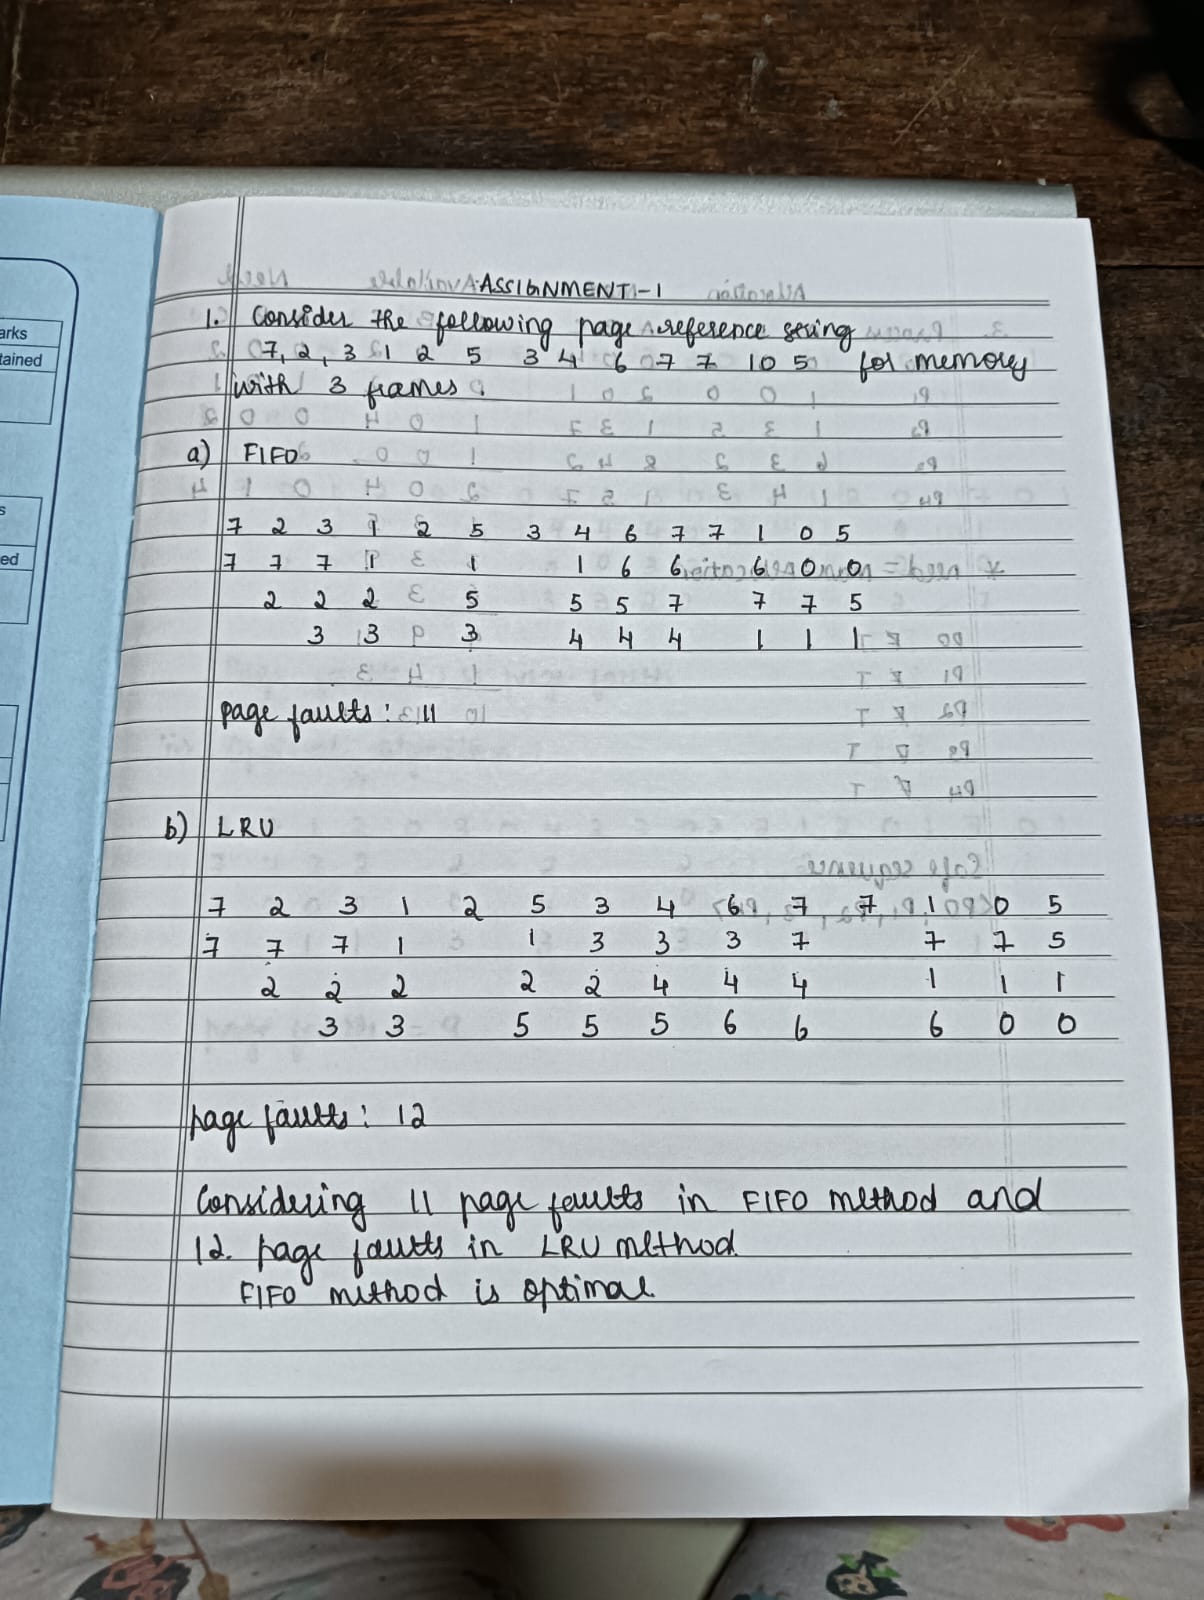 arks
tained
s
ed
ASSIGNMENT - 1
1. Consider the following page reference string
7, 2, 3 1 2 5 3 4 6 7 7 1 0 5 for memory
with 3 frames.
a) FIFO
7 2 3 1 2 5 3 4 6 7 7 1 0 5
7 7 7 1 1 1 6 6 6 0 0
2 2 2 5 5 5 7 7 7 5
3 3 3 4 4 4 1 1 1
page faults: 11
b) LRU
7 2 3 1 2 5 3 4 6 7 7 1 0 5
7 7 7 1 1 3 3 3 7 7 7 5
2 2 2 2 2 4 4 4 1 1 1
3 3 5 5 5 6 6 6 0 0
page faults: 12
Considering 11 page faults in FIFO method and
12. page faults in LRU method.
FIFO method is optimal.